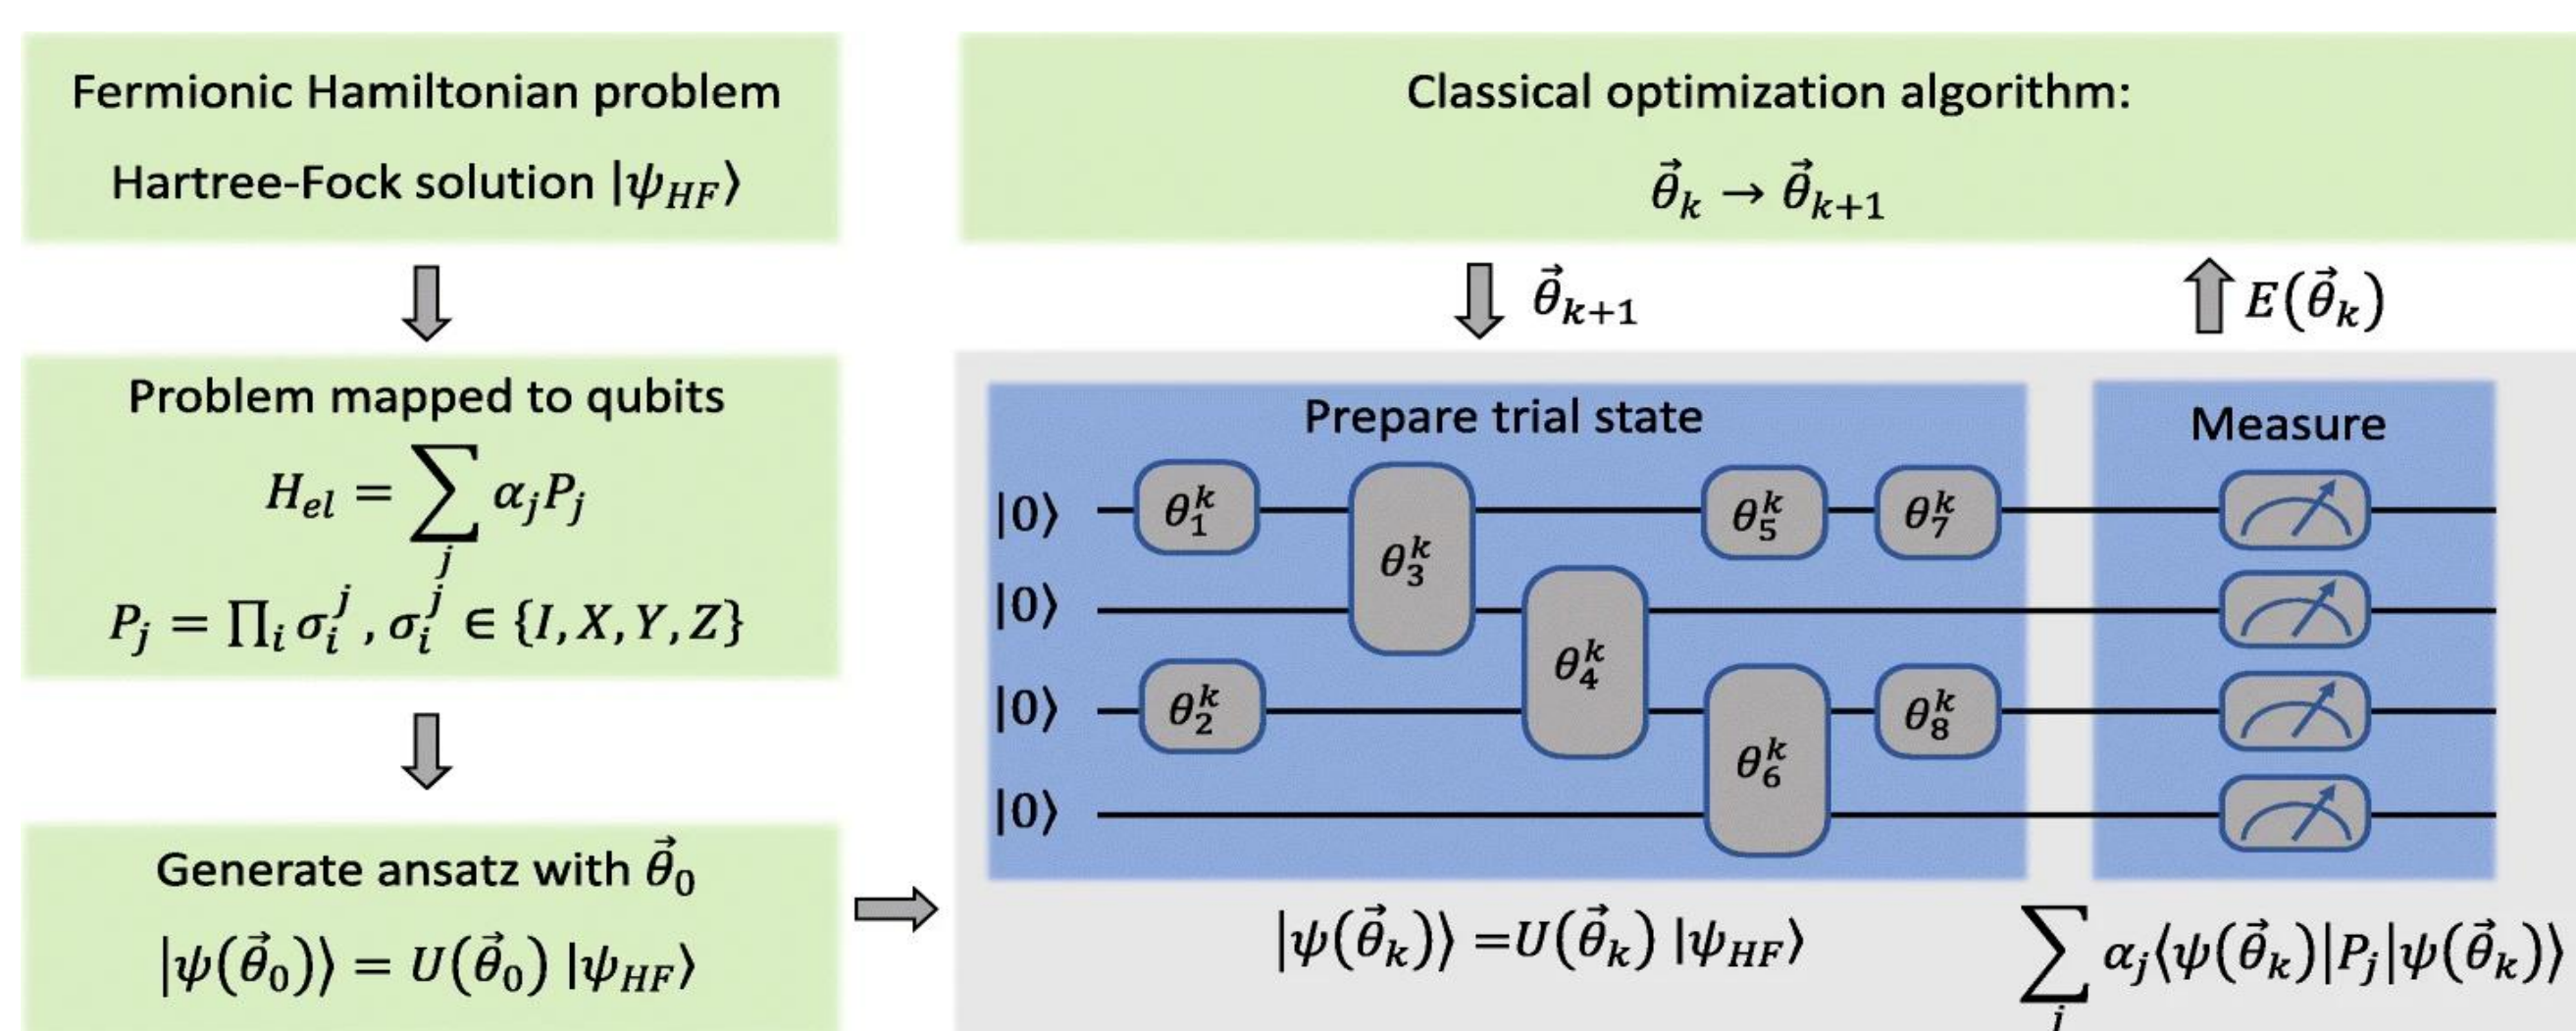 Fermionic Hamiltonian problem
Hartree-Fock solution |ψ_HF⟩
Problem mapped to qubits
H_el = ∑_j α_j P_j
P_j = ∏_i σ_i^j , σ_i^j ∈ {I, X, Y, Z}
Generate ansatz with θ⃗_0
|ψ(θ⃗_0)⟩ = U(θ⃗_0) |ψ_HF⟩
Classical optimization algorithm:
θ⃗_k → θ⃗_{k+1}
θ⃗_{k+1}
E(θ⃗_k)
Prepare trial state
|0⟩ θ_1^k θ_3^k θ_5^k θ_7^k
|0⟩ θ_4^k
|0⟩ θ_2^k θ_6^k θ_8^k
|0⟩
Measure
|ψ(θ⃗_k)⟩ =U(θ⃗_k) |ψ_HF⟩
∑_j α_j⟨ψ(θ⃗_k)|P_j|ψ(θ⃗_k)⟩